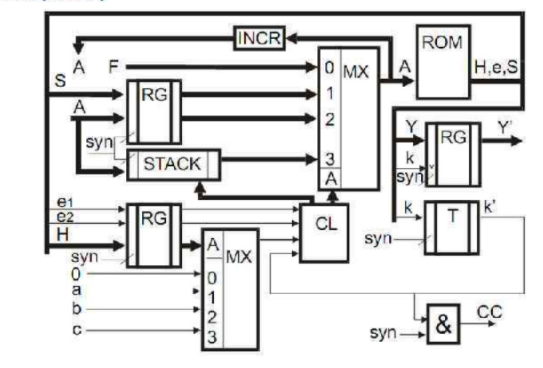 INCR
ROM
A F
0 MX
A
H,e,S
S
RG
1
A
2
syn
STACK
3
A
Y RG Y'
k
syn
e1
e2
RG
CL
k T k'
H
A MX
syn
syn
0
0
a
1
b
2
c
3
& CC
syn